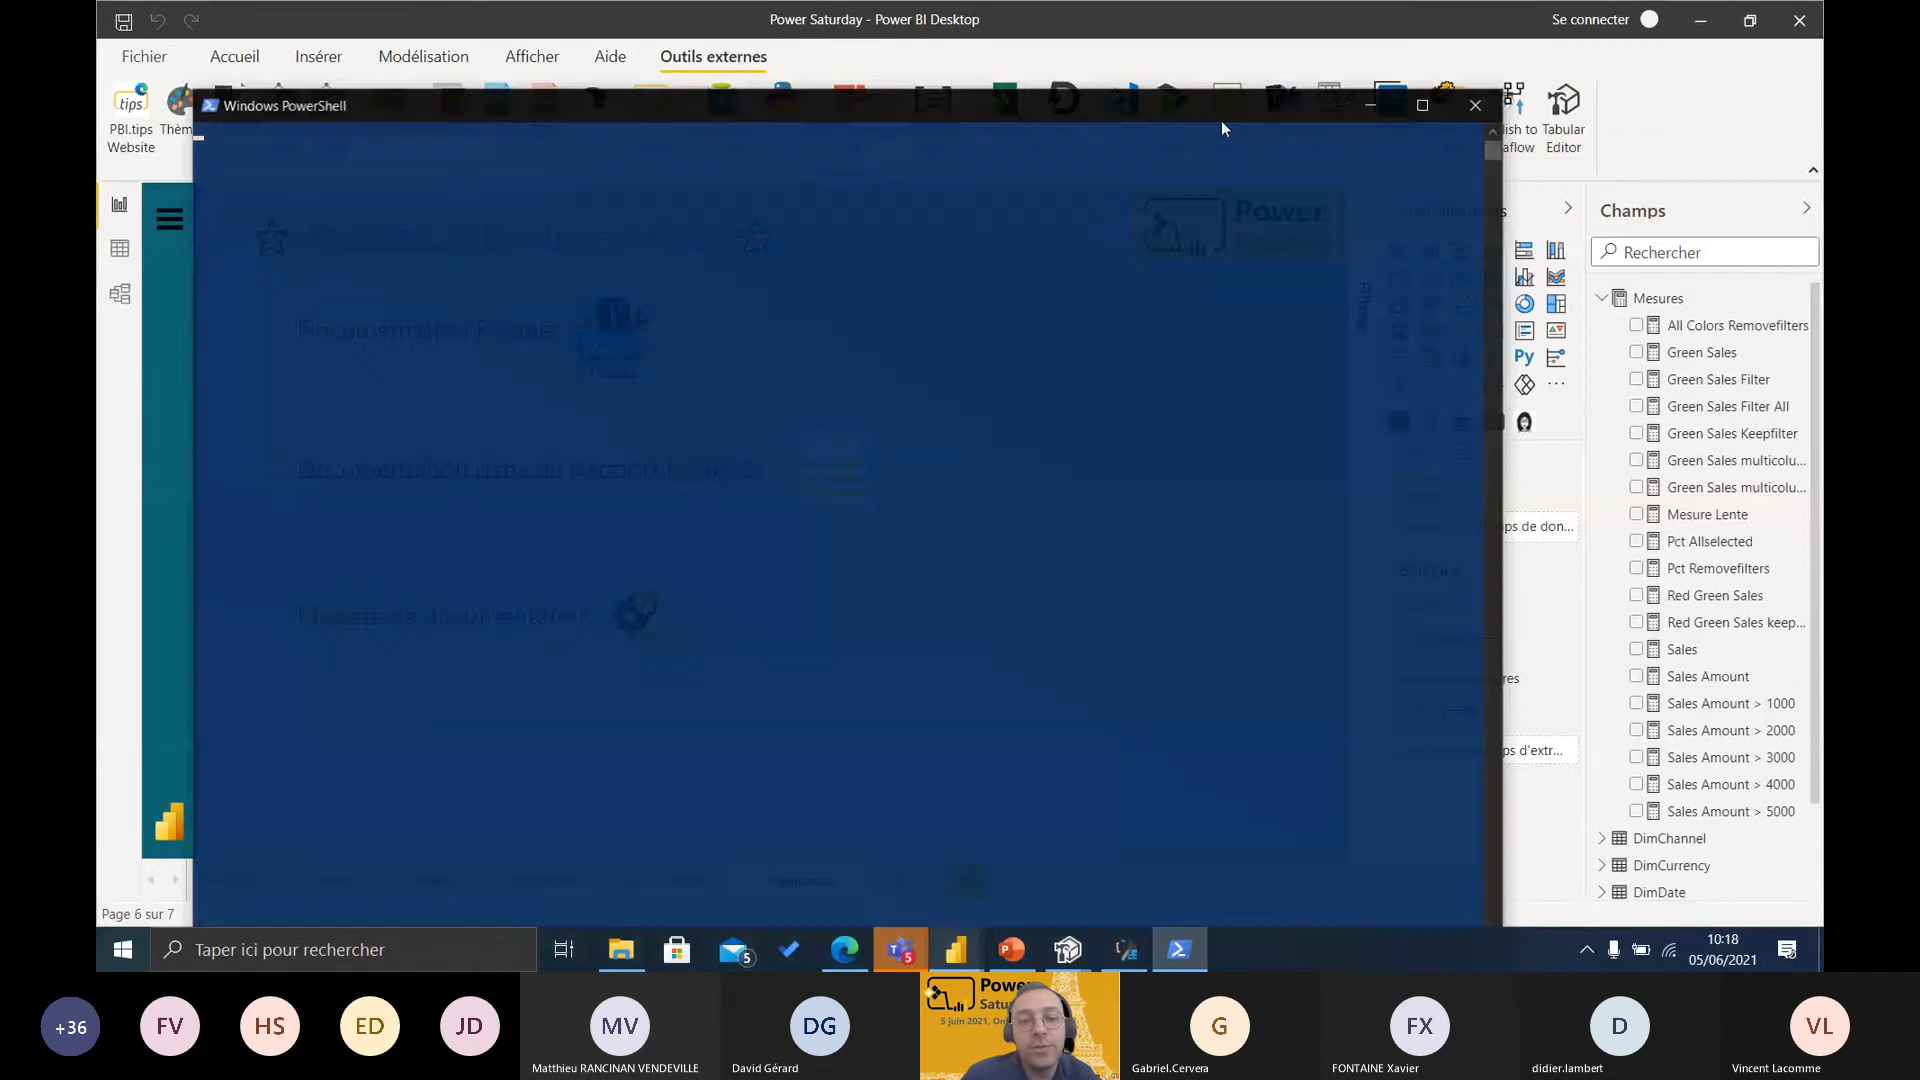 Power Saturday - Power BI Desktop
Se connecter
Fichier
Accueil
Insérer
Modélisation
Afficher
Aide
Outils externes
tips
PBI.tips
Website
Windows PowerShell
Tabular
Editor
Power
Champs
Rechercher
Mesures
All Colors Removefilters
Green Sales
Green Sales Filter
Green Sales Filter All
Green Sales Keepfilter
Green Sales multicolu...
Green Sales multicolu...
Mesure Lente
Pct Allselected
Pct Removefilters
Red Green Sales
Red Green Sales keep...
Sales
Sales Amount
Sales Amount > 1000
Sales Amount > 2000
Sales Amount > 3000
Sales Amount > 4000
Sales Amount > 5000
DimChannel
DimCurrency
DimDate
Py
Page 6 sur 7
Taper ici pour rechercher
5
5
10:18
05/06/2021
+36
FV
HS
ED
JD
MV
Matthieu RANCINAN VENDEVILLE
DG
David Gérard
G
Gabriel.Cervera
FX
FONTAINE Xavier
D
didier.lambert
VL
Vincent Lacomme